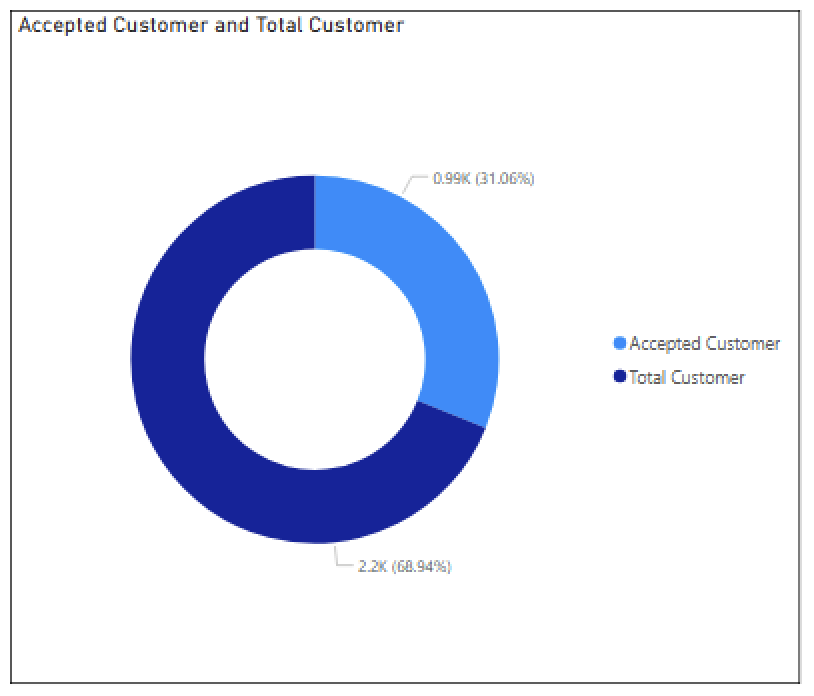 Accepted Customer and Total Customer
0.99K (31.06%)
Accepted Customer
Total Customer
2.2K (68.94%)